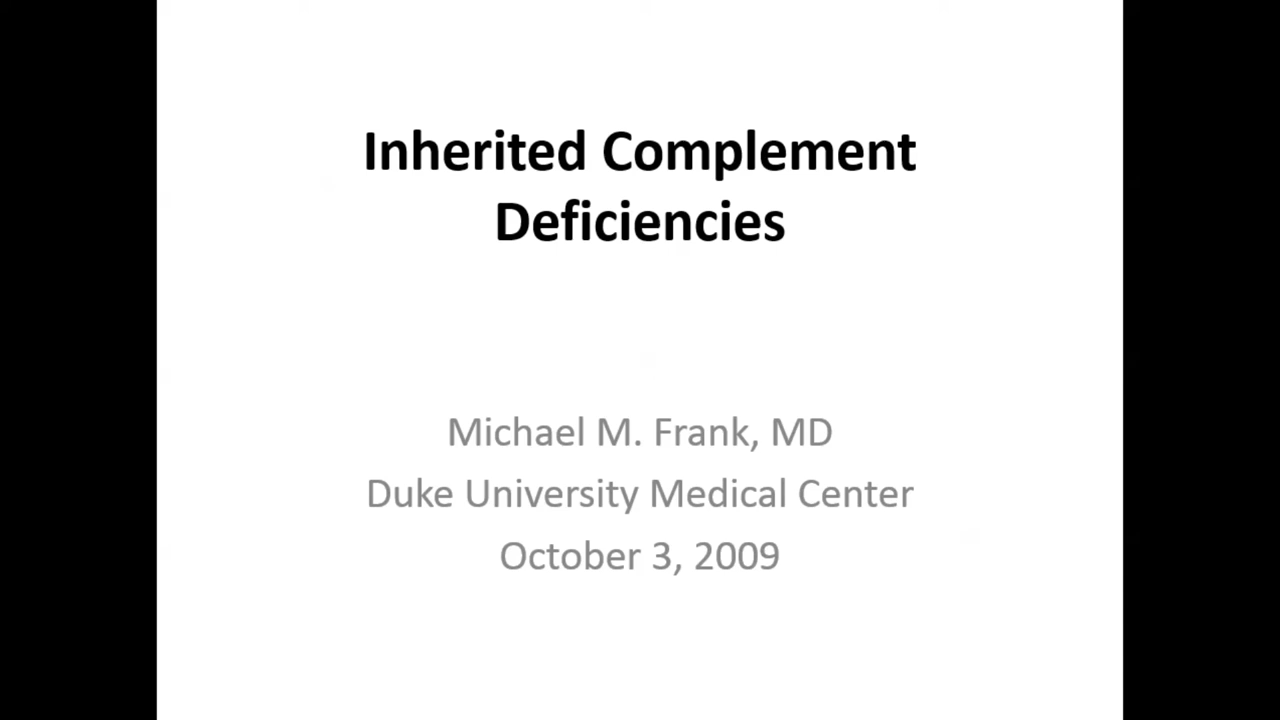 Inherited Complement
Deficiencies
Michael M. Frank, MD
Duke University Medical Center
October 3, 2009